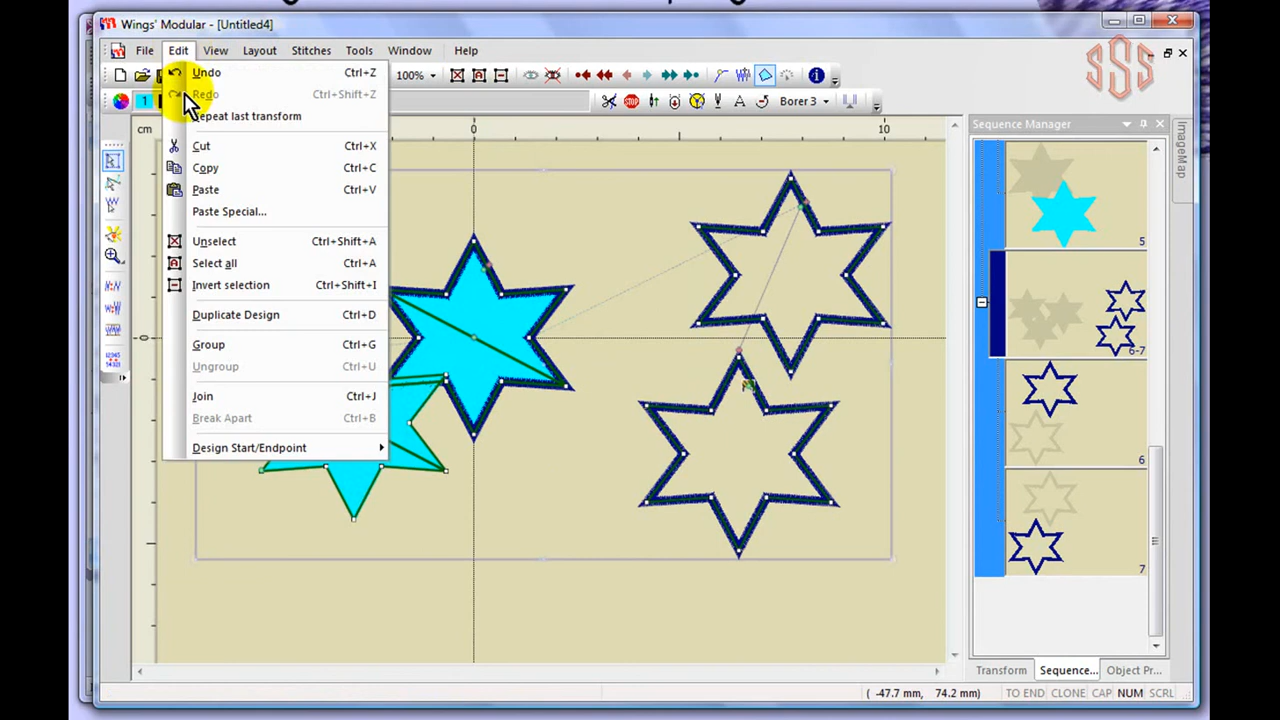 Wings' Modular - [Untitled4]
File Edit View Layout Stitches Tools Window Help
Undo Ctrl+Z
100%
Redo Ctrl+Shift+Z
1
Borer 3
Repeat last transform
SSS
cm 0 10
Sequence Manager
ImageMap
Cut Ctrl+X
Copy Ctrl+C
Paste Ctrl+V
Paste Special...
Unselect Ctrl+Shift+A
5
Select all Ctrl+A
Invert selection Ctrl+Shift+I
Duplicate Design Ctrl+D
0
Group Ctrl+G
6-7
Ungroup Ctrl+U
Join Ctrl+J
Break Apart Ctrl+B
Design Start/Endpoint
6
7
Transform Sequence... Object Pr...
( -47.7 mm, 74.2 mm) TO END CLONE CAP NUM SCRL